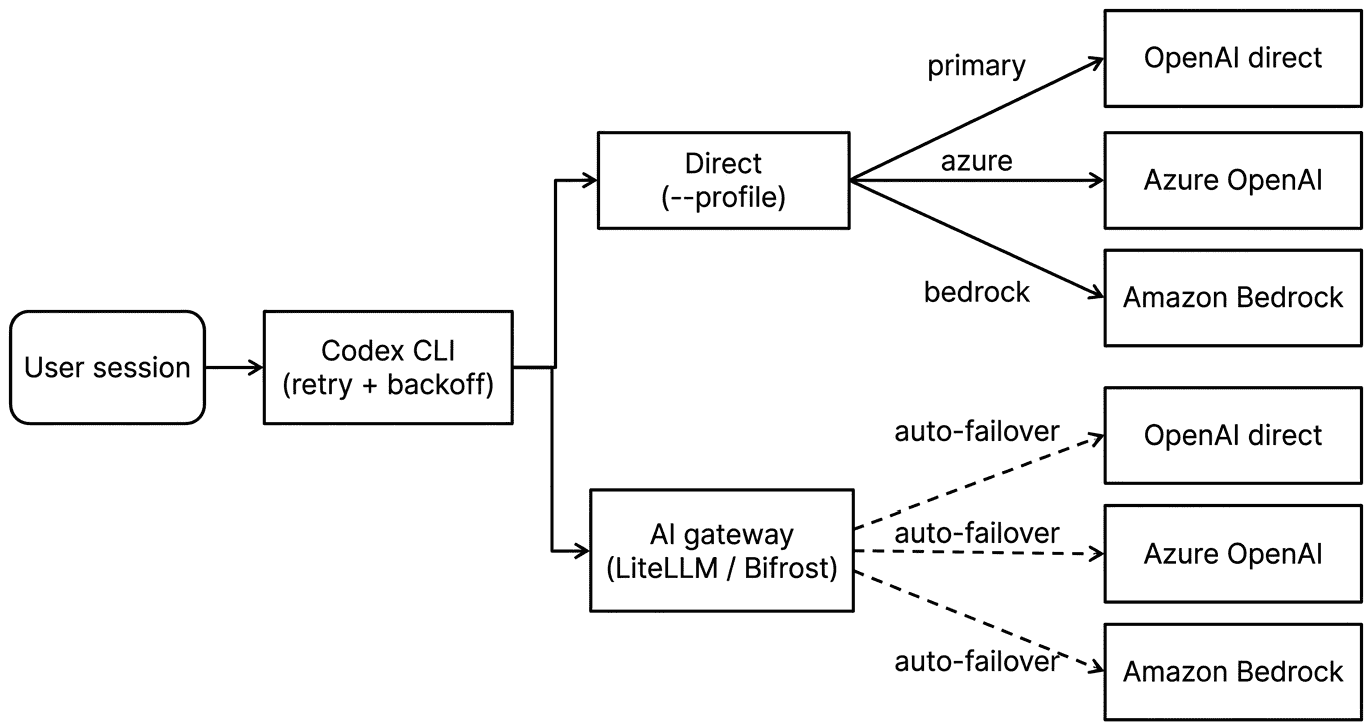 User session
Codex CLI
(retry + backoff)
Direct
(--profile)
primary
azure
bedrock
OpenAI direct
Azure OpenAI
Amazon Bedrock
AI gateway
(LiteLLM / Bifrost)
auto-failover
auto-failover
auto-failover
OpenAI direct
Azure OpenAI
Amazon Bedrock